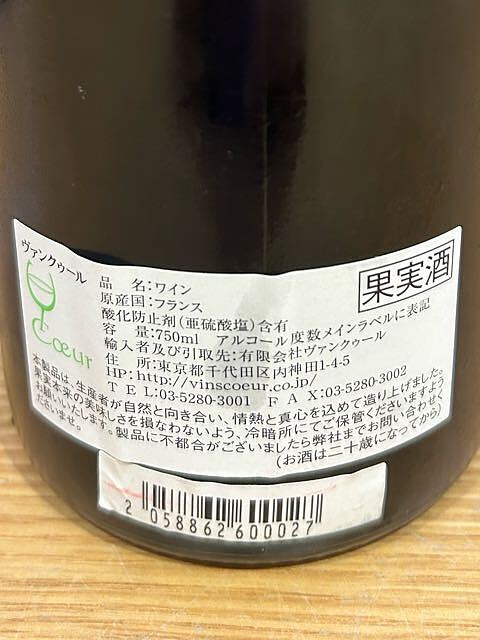 ヴァンクゥール
Cœur
果実酒
品　名:ワイン
原産国:フランス
酸化防止剤(亜硫酸塩)含有
容　量:750ml　アルコール度数メインラベルに表記
輸入者及び引取先:有限会社ヴァンクゥール
住　所:東京都千代田区内神田1-4-5
HP:http://vinscoeur.co.jp/
TEL:03-5280-3001　FAX:03-5280-3002
本製品は、生産者が自然と向き合い、情熱と真心を込めて造り上げました。
果実本来の美味しさを損なわないよう、冷暗所にてご保管くださいますよう
お願いいたします。製品に不都合がございましたら弊社までお問い合わせく
ださいませ。
(お酒は二十歳になってから)
2 058862 600027